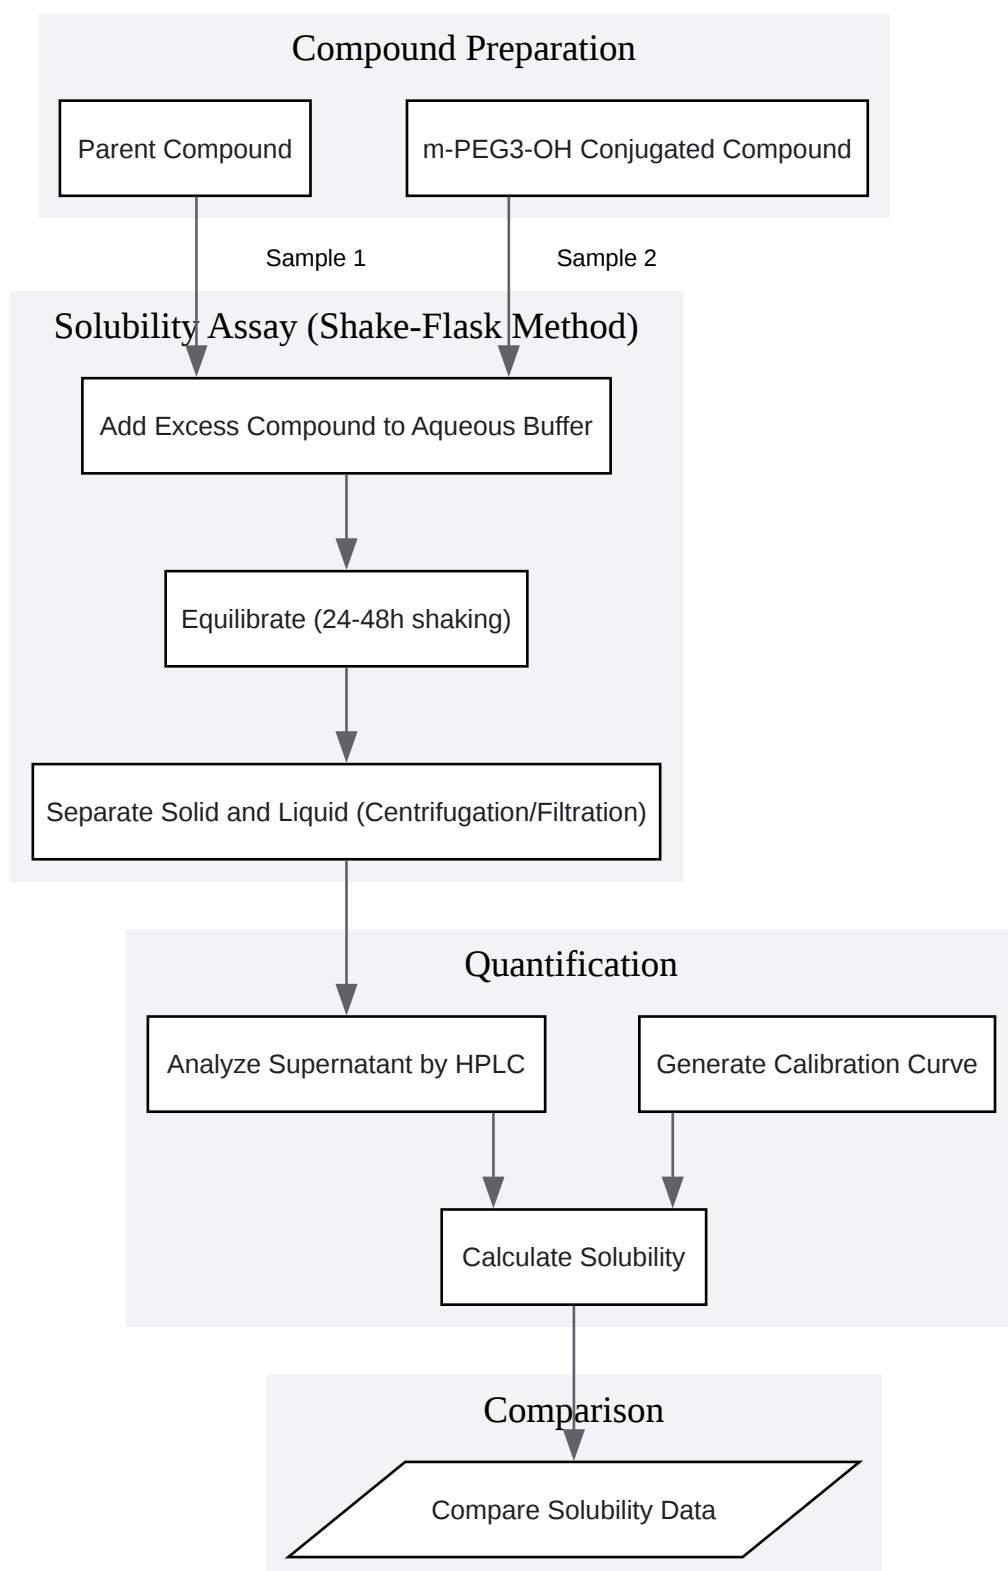 Compound Preparation
Parent Compound
m-PEG3-OH Conjugated Compound
Sample 1
Sample 2
Solubility Assay (Shake-Flask Method)
Add Excess Compound to Aqueous Buffer
Equilibrate (24-48h shaking)
Separate Solid and Liquid (Centrifugation/Filtration)
Quantification
Analyze Supernatant by HPLC
Generate Calibration Curve
Calculate Solubility
Comparison
Compare Solubility Data